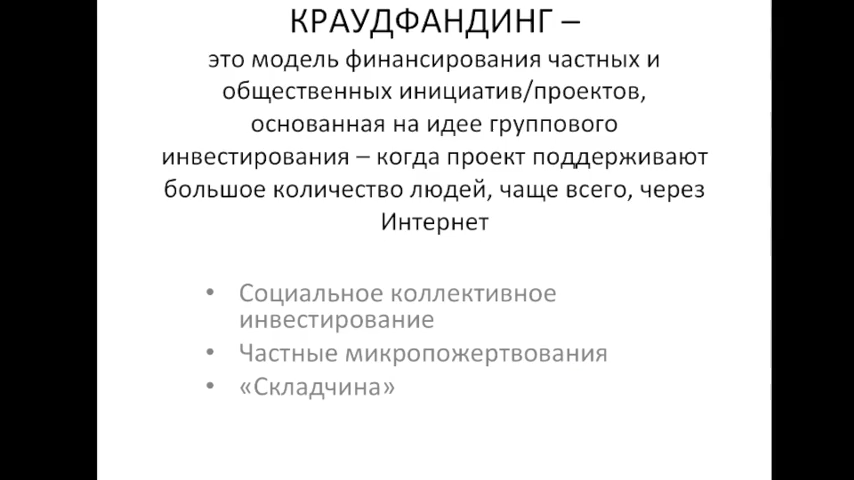 КРАУДФАНДИНГ –
это модель финансирования частных и
общественных инициатив/проектов,
основанная на идее группового
инвестирования – когда проект поддерживают
большое количество людей, чаще всего, через
Интернет
• Социальное коллективное
инвестирование
• Частные микропожертвования
• «Складчина»